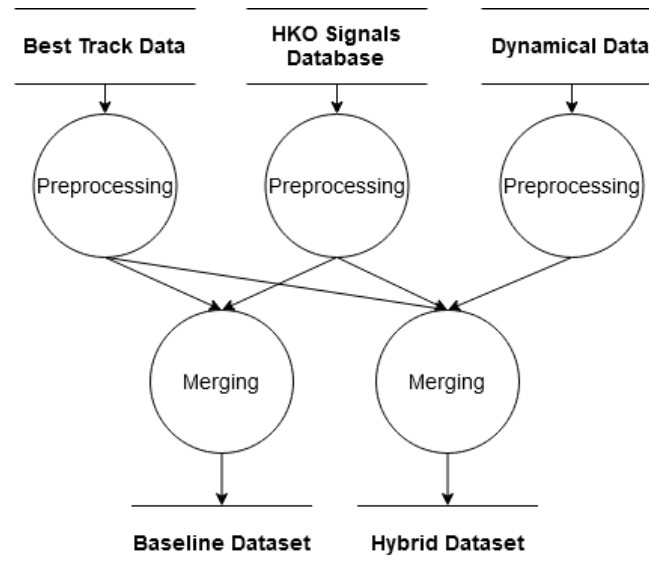 Best Track Data
HKO Signals
Database
Dynamical Data
Preprocessing
Preprocessing
Preprocessing
Merging
Merging
Baseline Dataset
Hybrid Dataset